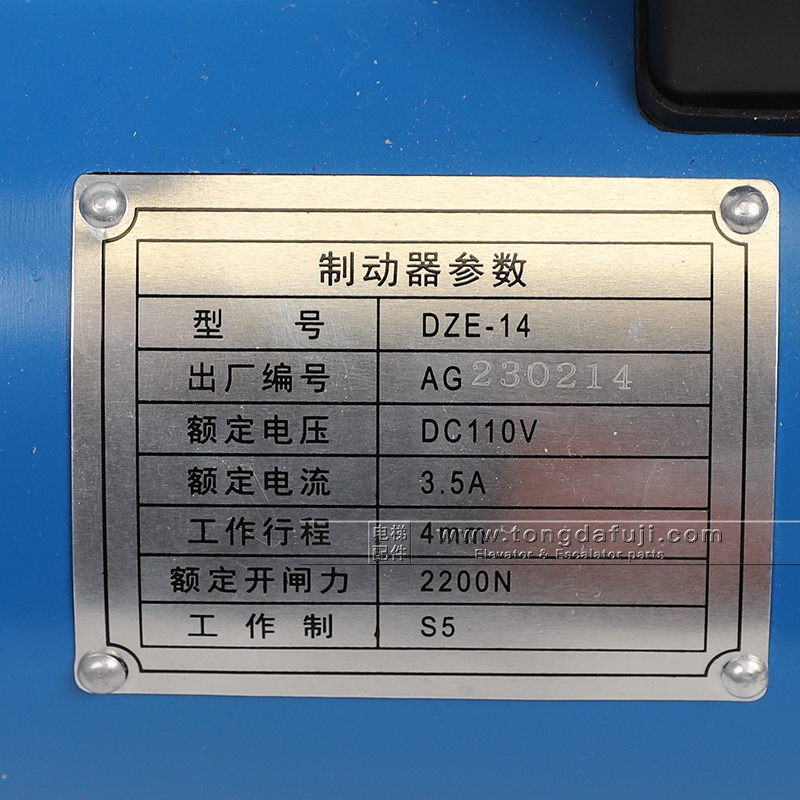 制动器参数
型 号 DZE-14
出厂编号 AG 230214
额定电压 DC110V
额定电流 3.5A
工作行程 4mm
电梯配件 www.tongdafuji.com
Elevator & Escalator parts
额定开闸力 2200N
工 作 制 S5